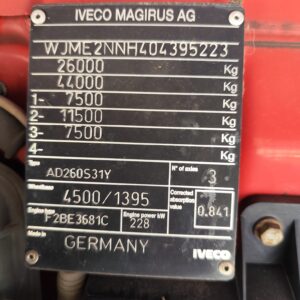 IVECO MAGIRUS AG
WJME2NNH404395223
26000 Kg
44000 Kg
1- 7500 Kg
2- 11500 Kg
3- 7500 Kg
4- Kg
Type AD260S31Y N° of axles 3
Wheelbase 4500/1395 Corrected absorption value 0.841
Engine type F2BE3681C Engine power kW 228
Made in GERMANY IVECO